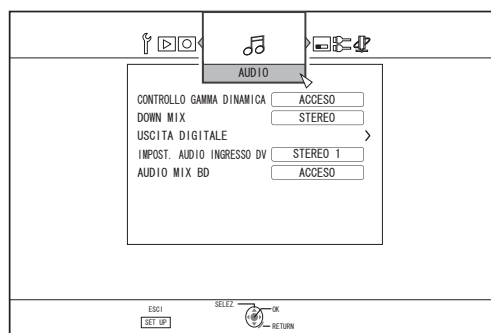 AUDIO
CONTROLLO GAMMA DINAMICA ACCESO
DOWN MIX STEREO
USCITA DIGITALE
IMPOST. AUDIO INGRESSO DV STEREO 1
AUDIO MIX BD ACCESO
ESCI
SET UP
SELEZ.
OK
RETURN